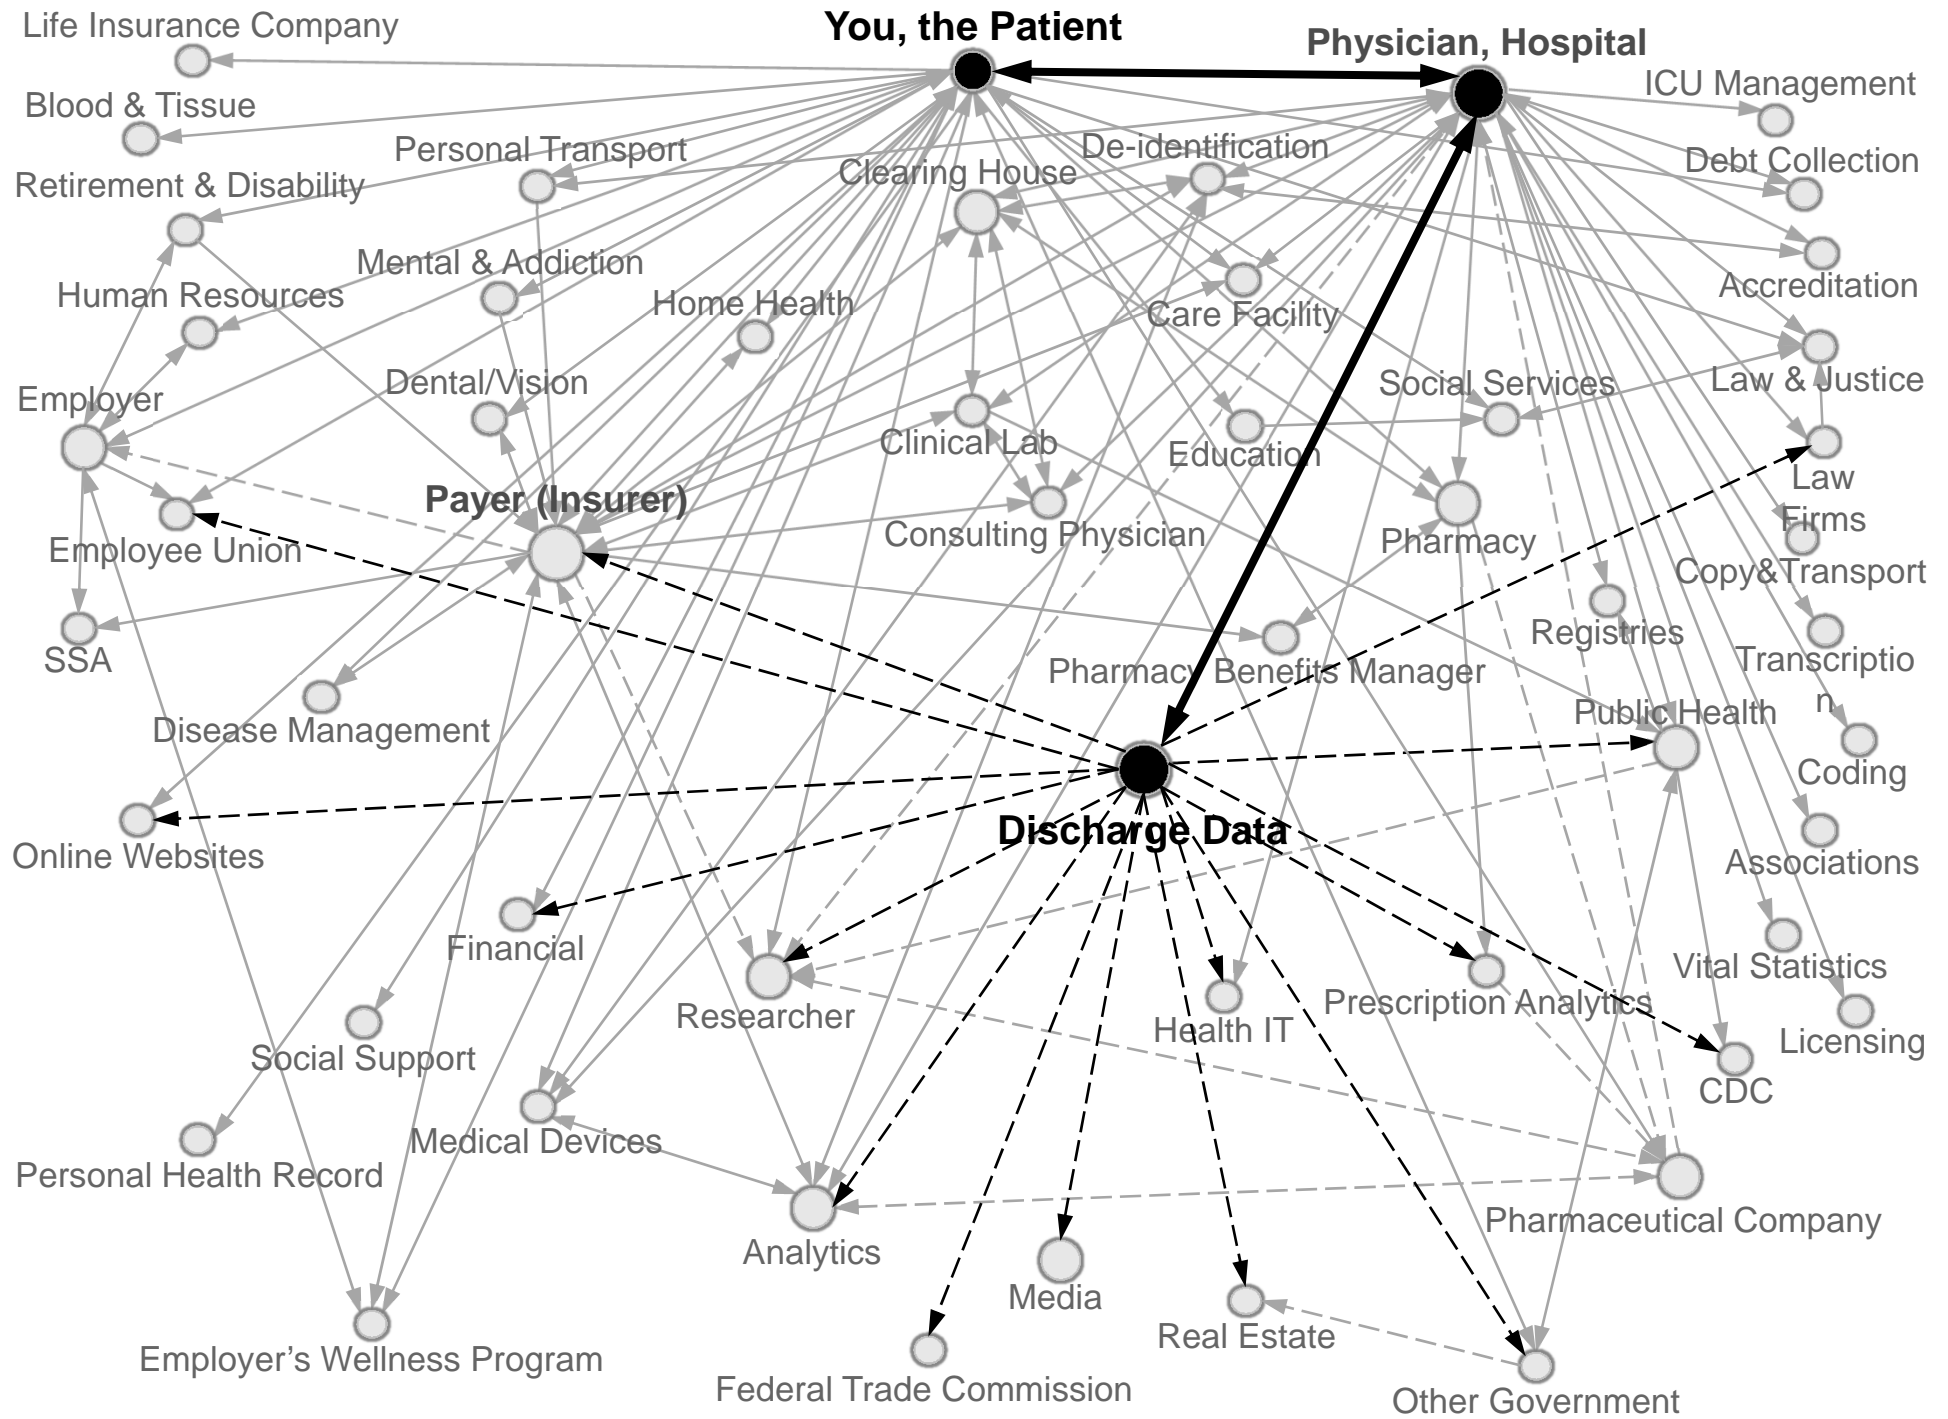 Life Insurance Company
You, the Patient
Physician, Hospital
ICU Management
Blood & Tissue
Personal Transport
De-identification
Clearing House
Debt Collection
Retirement & Disability
Mental & Addiction
Human Resources
Home Health
Care Facility
Accreditation
Employer
Dental/Vision
Social Services
Law & Justice
Clinical Lab
Education
Payer (Insurer)
Law
Firms
Employee Union
Consulting Physician
Pharmacy
Copy&Transport
SSA
Registries
Pharmacy Benefits Manager
Transcriptio
n
Disease Management
Public Health
Coding
Discharge Data
Online Websites
Associations
Financial
Vital Statistics
Researcher
Health IT
Prescription Analytics
Licensing
Social Support
CDC
Medical Devices
Personal Health Record
Analytics
Pharmaceutical Company
Media
Real Estate
Employer’s Wellness Program
Federal Trade Commission
Other Government